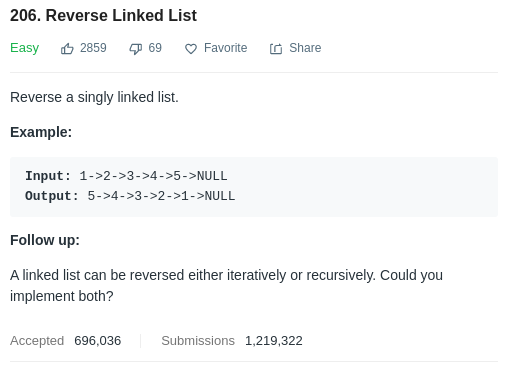 206. Reverse Linked List
Easy 2859 69 Favorite Share
Reverse a singly linked list.
Example:
Input: 1->2->3->4->5->NULL
Output: 5->4->3->2->1->NULL
Follow up:
A linked list can be reversed either iteratively or recursively. Could you
implement both?
Accepted 696,036 Submissions 1,219,322